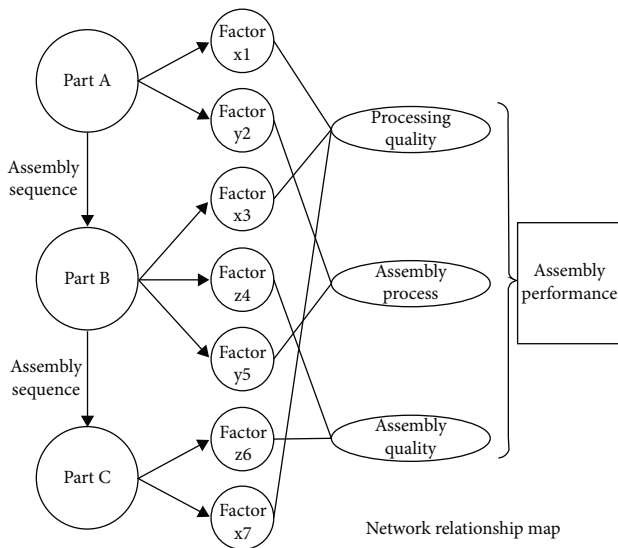 Part A
Assembly
sequence
Part B
Assembly
sequence
Part C
Factor
x1
Factor
y2
Factor
x3
Factor
z4
Factor
y5
Factor
z6
Factor
x7
Processing
quality
Assembly
process
Assembly
quality
Assembly
performance
Network relationship map